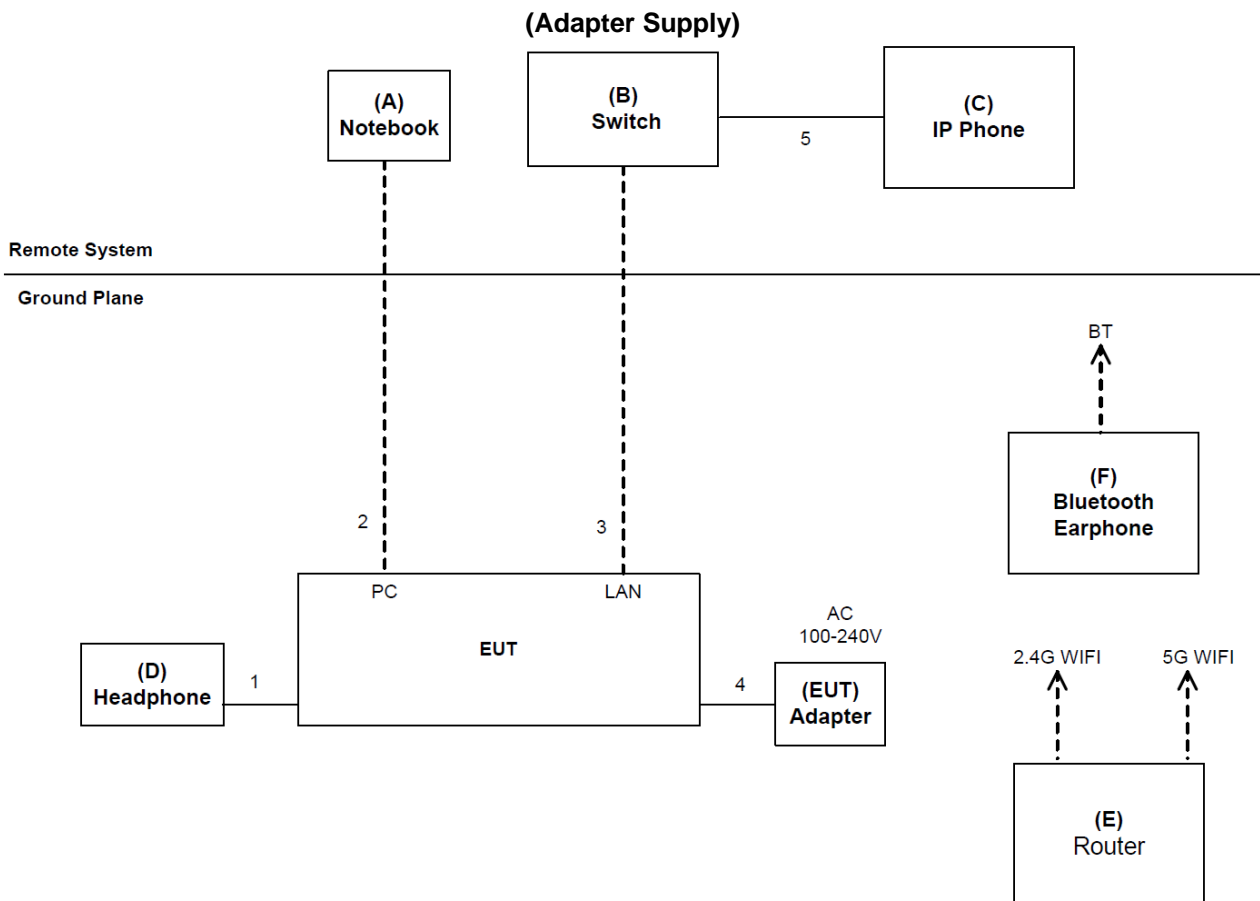 (Adapter Supply)
(A)
Notebook
(B)
Switch
5
(C)
IP Phone
Remote System
Ground Plane
BT
(F)
Bluetooth
Earphone
2
3
PC
LAN
EUT
AC
100-240V
(D)
Headphone
1
4
(EUT)
Adapter
2.4G WIFI
5G WIFI
(E)
Router